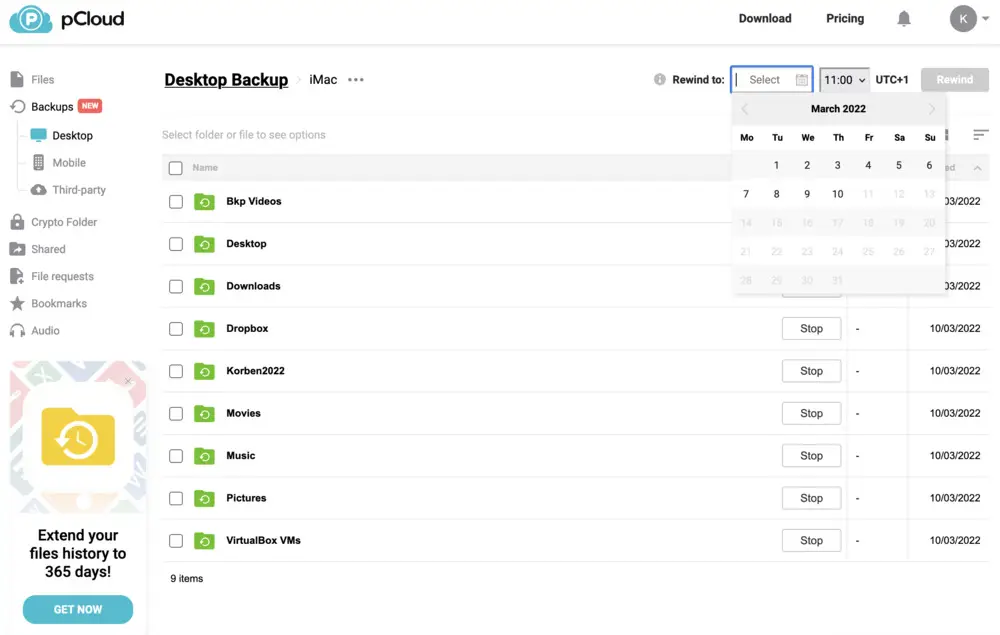 pCloud
Download Pricing K
Files
Backups NEW
Desktop
Mobile
Third-party
Crypto Folder
Shared
File requests
Bookmarks
Audio
Extend your
files history to
365 days!
GET NOW
Desktop Backup iMac
Rewind to: Select 11:00 UTC+1 Rewind
March 2022
Mo Tu We Th Fr Sa Su
1 2 3 4 5 6
7 8 9 10 11 12 13
14 15 16 17 18 19 20
21 22 23 24 25 26 27
28 29 30 31
Select folder or file to see options
Name
Bkp Videos 03/2022
Desktop 03/2022
Downloads 03/2022
Dropbox Stop - 10/03/2022
Korben2022 Stop - 10/03/2022
Movies Stop - 10/03/2022
Music Stop - 10/03/2022
Pictures Stop - 10/03/2022
VirtualBox VMs Stop - 10/03/2022
9 items